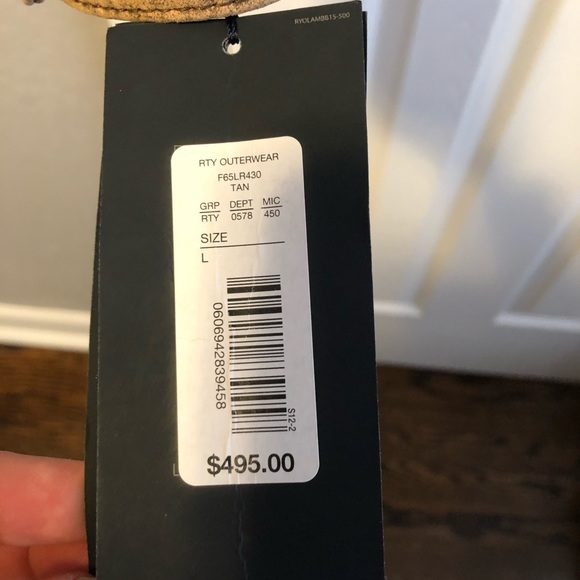 RYOLAMBB15-500
RTY OUTERWEAR
F65LR430
TAN
GRP DEPT MIC
RTY 0578 450
SIZE
L
0606942839458
S12-2
$495.00